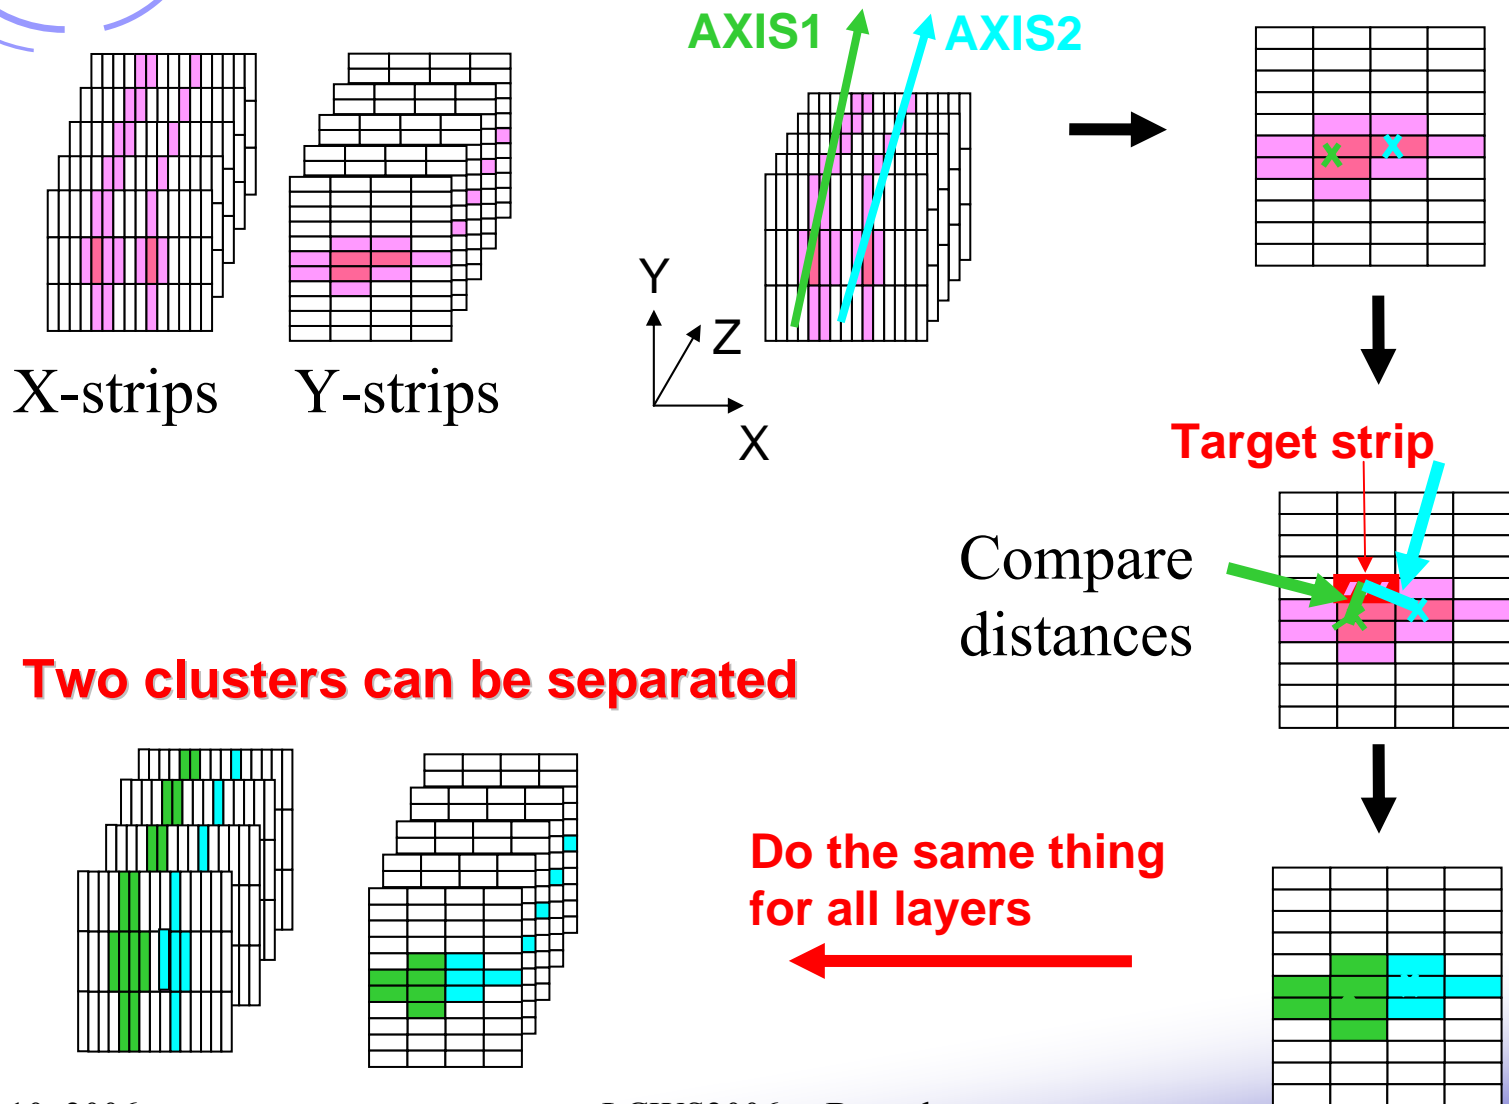 AXIS1 AXIS2
X-strips Y-strips
Y
Z
X
Target strip
Compare
distances
Two clusters can be separated
Do the same thing
for all layers